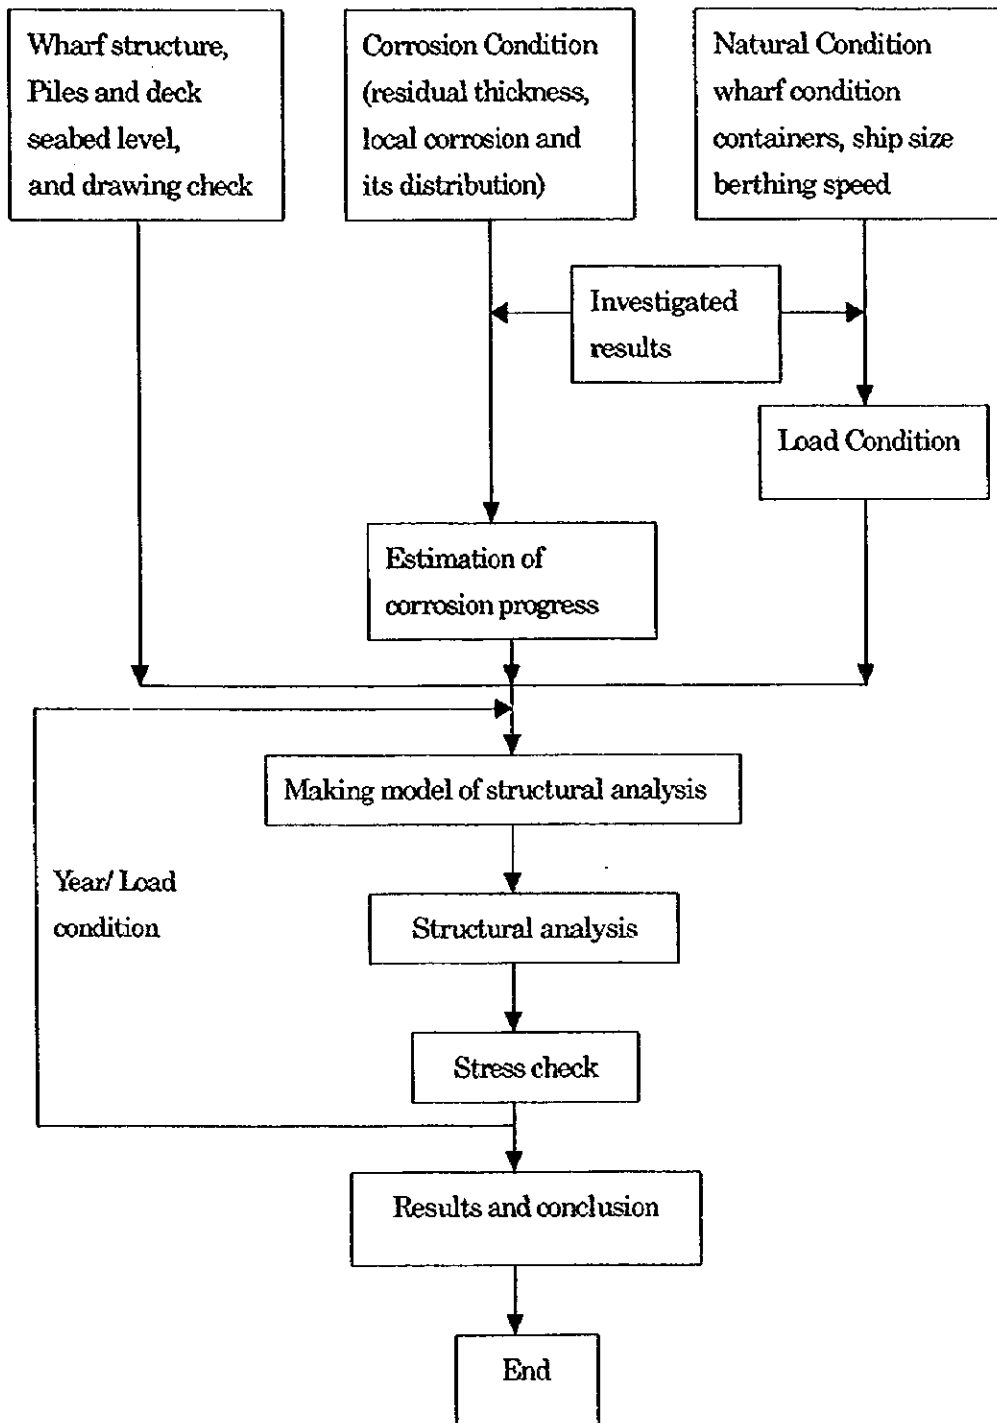 Wharf structure,
Piles and deck
seabed level,
and drawing check
Corrosion Condition
(residual thickness,
local corrosion and
its distribution)
Natural Condition
wharf condition
containers, ship size
berthing speed
Investigated
results
Load Condition
Estimation of
corrosion progress
Making model of structural analysis
Year/ Load
condition
Structural analysis
Stress check
Results and conclusion
End